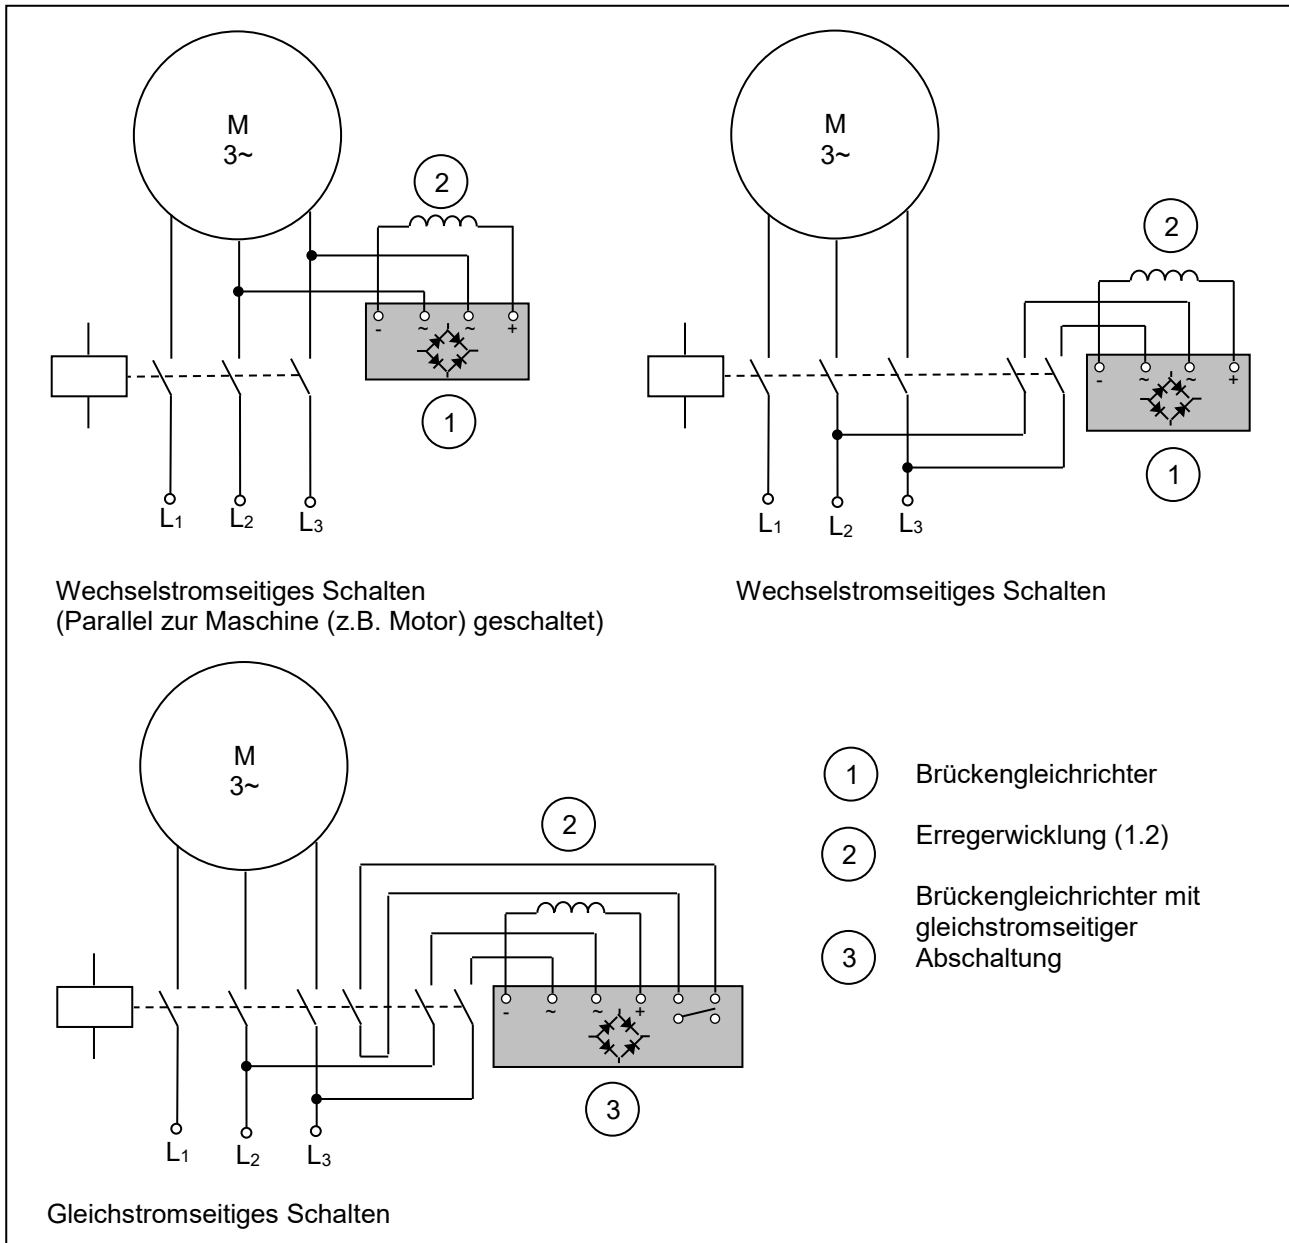 M
3~
2
- ~ ~ +
1
L1 L2 L3
Wechselstromseitiges Schalten
(Parallel zur Maschine (z.B. Motor) geschaltet)
M
3~
2
- ~ ~ +
1
L1 L2 L3
Wechselstromseitiges Schalten
M
3~
2
- ~ ~ +
3
L1 L2 L3
Gleichstromseitiges Schalten
1 Brückengleichrichter
2 Erregerwicklung (1.2)
Brückengleichrichter mit
gleichstromseitiger
3 Abschaltung